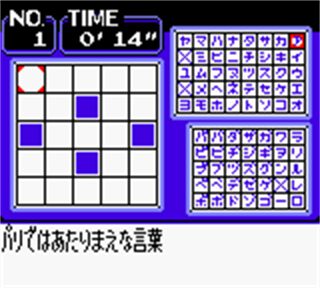 NO. 1
TIME 0' 14"
ヤマハナタサカア
ミヒニチシキイ
ユムフヌツスクウ
メヘネテセケエ
ヨモホノトソコオ
パバダザガワラ
ピビヂジギヲリ
プブヅズグンル
ペベデゼゲレ
ポボドゾゴーロ
パリではあたりまえな言葉